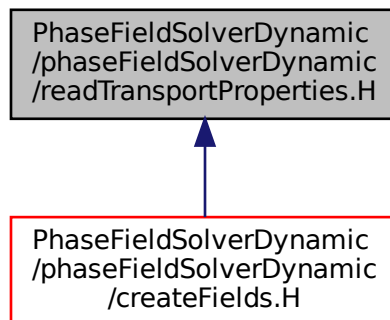 PhaseFieldSolverDynamic
/phaseFieldSolverDynamic
/readTransportProperties.H
PhaseFieldSolverDynamic
/phaseFieldSolverDynamic
/createFields.H